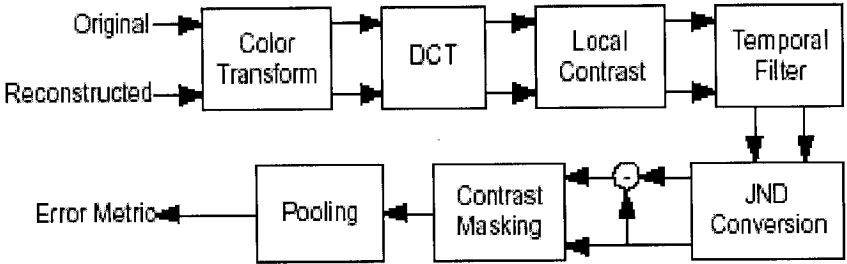 Original
Reconstructed
Color
Transform
DCT
Local
Contrast
Temporal
Filter
JND
Conversion
-
Contrast
Masking
Pooling
Error Metric